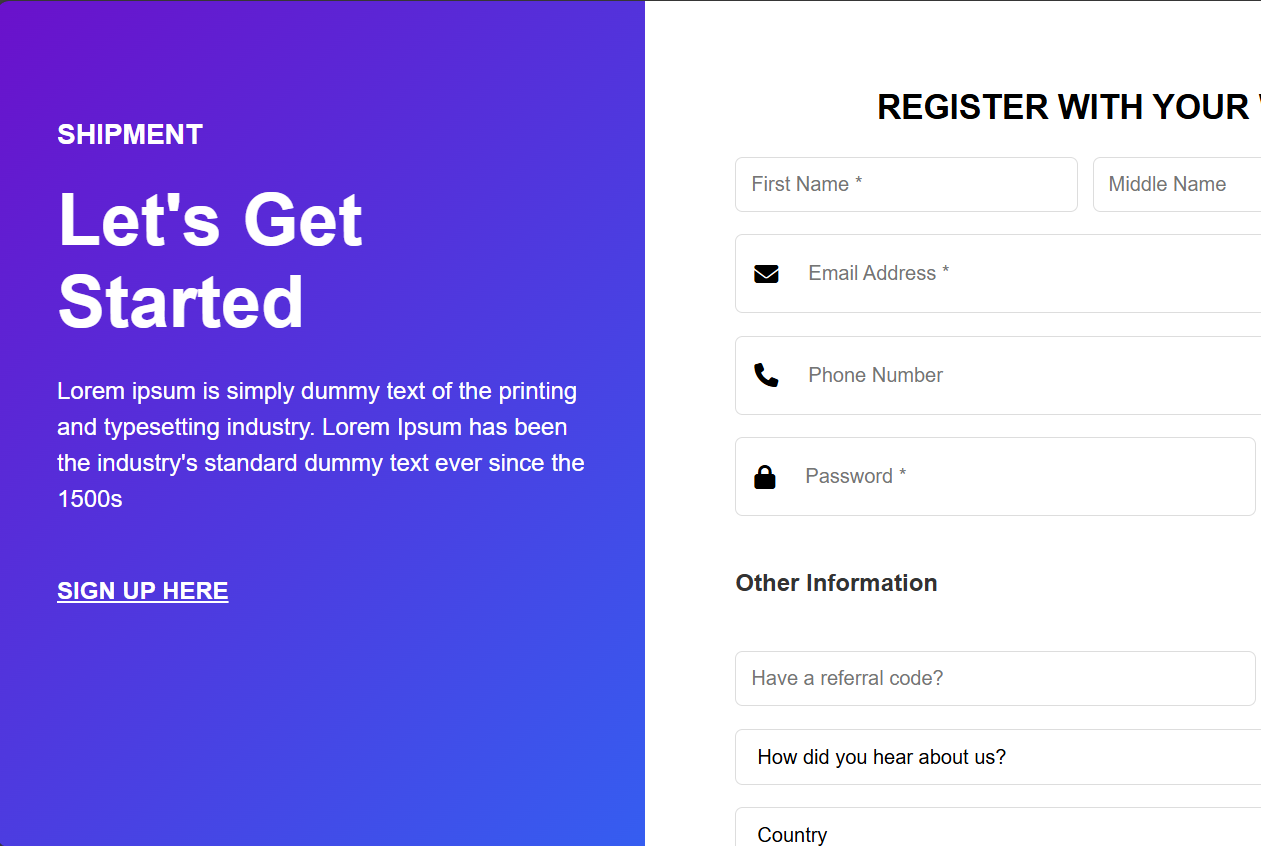 SHIPMENT
Let's Get
Started
Lorem ipsum is simply dummy text of the printing
and typesetting industry. Lorem Ipsum has been
the industry's standard dummy text ever since the
1500s
SIGN UP HERE
REGISTER WITH YOUR
First Name *
Middle Name
Email Address *
Phone Number
Password *
Other Information
Have a referral code?
How did you hear about us?
Country